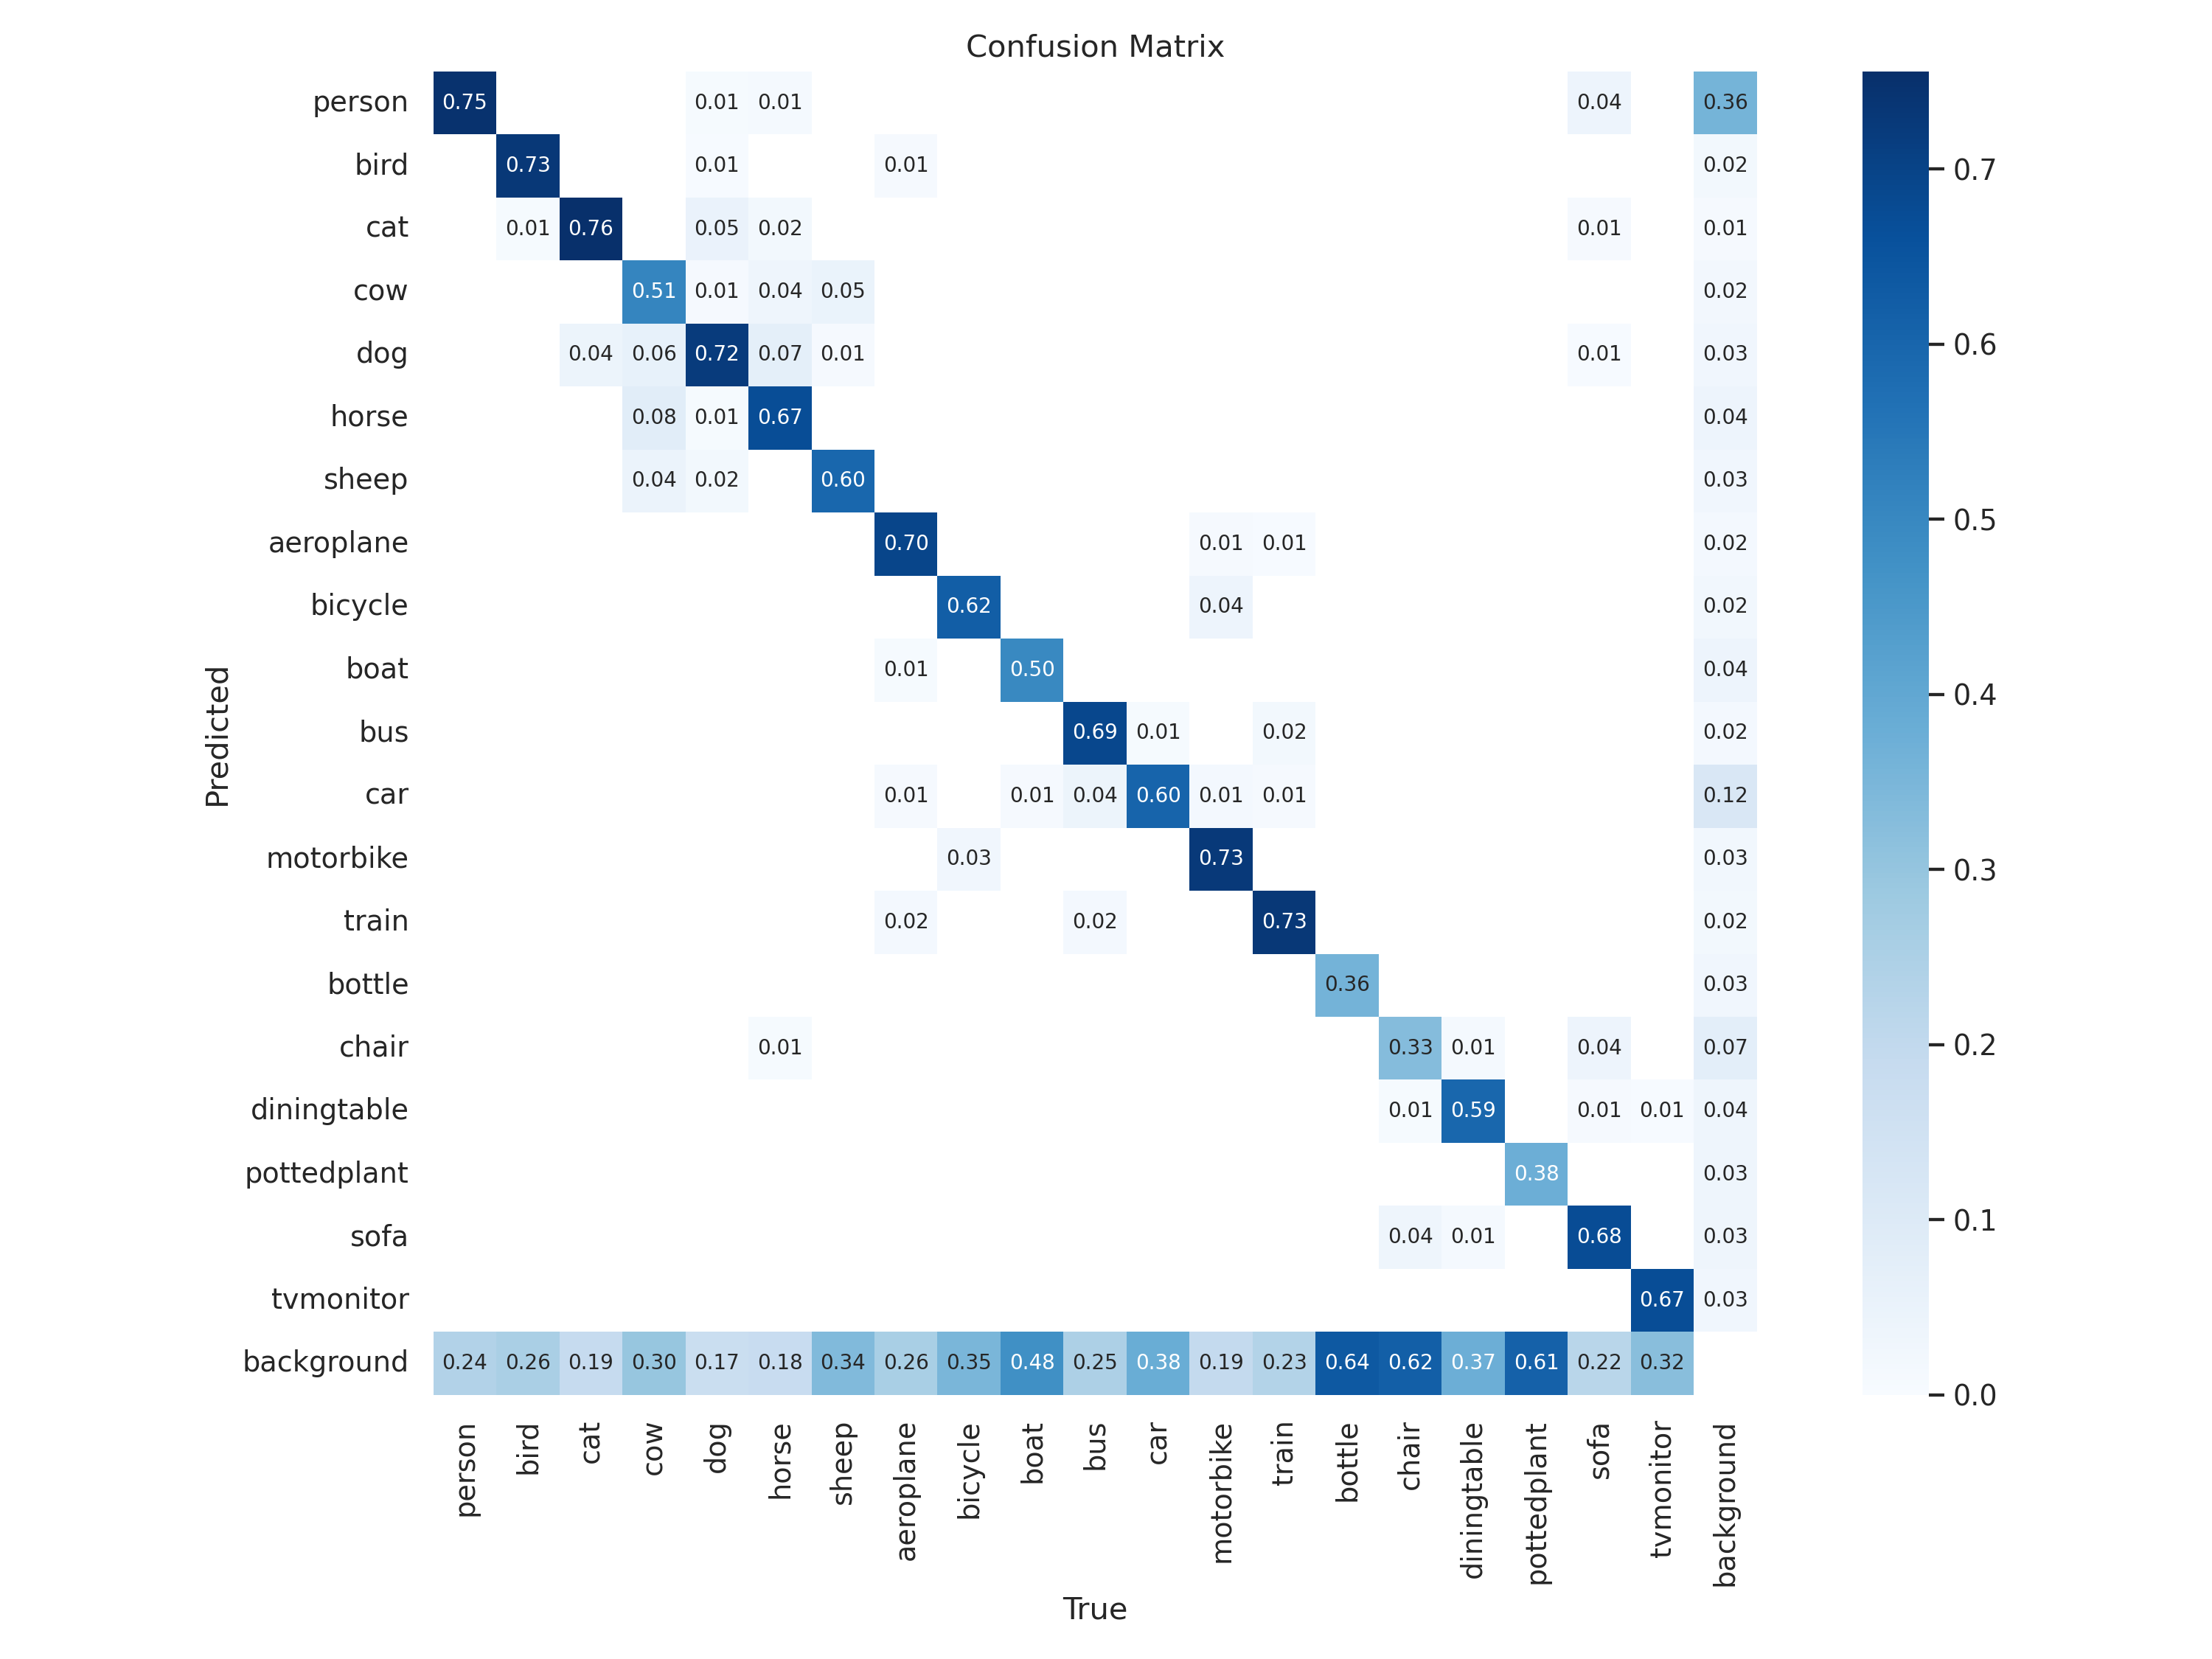 Confusion Matrix
person 0.75 0.01 0.01 0.04 0.36
bird 0.73 0.01 0.01 0.02 0.7
cat 0.01 0.76 0.05 0.02 0.01 0.01
cow 0.51 0.01 0.04 0.05 0.02
dog 0.04 0.06 0.72 0.07 0.01 0.01 0.03 0.6
horse 0.08 0.01 0.67 0.04
sheep 0.04 0.02 0.60 0.03
0.5
aeroplane 0.70 0.01 0.01 0.02
bicycle 0.62 0.04 0.02
boat 0.01 0.50 0.04 0.4
Predicted
bus 0.69 0.01 0.02 0.02
car 0.01 0.01 0.04 0.60 0.01 0.01 0.12
motorbike 0.03 0.73 0.03 0.3
train 0.02 0.02 0.73 0.02
bottle 0.36 0.03
chair 0.01 0.33 0.01 0.04 0.07 0.2
diningtable 0.01 0.59 0.01 0.01 0.04
pottedplant 0.38 0.03
sofa 0.04 0.01 0.68 0.03 0.1
tvmonitor 0.67 0.03
background 0.24 0.26 0.19 0.30 0.17 0.18 0.34 0.26 0.35 0.48 0.25 0.38 0.19 0.23 0.64 0.62 0.37 0.61 0.22 0.32
0.0
person bird cat cow dog horse sheep aeroplane bicycle boat bus car motorbike train bottle chair diningtable pottedplant sofa tvmonitor background
True